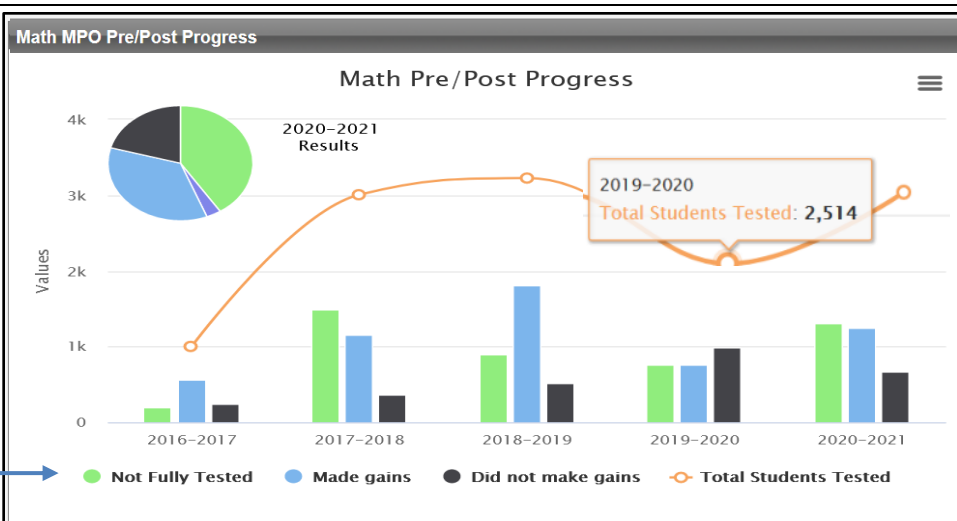 Math MPO Pre/Post Progress
Math Pre/Post Progress
2020-2021
Results
4k
3k
2k
1k
0
Values
2019-2020
Total Students Tested: 2,514
2016-2017 2017-2018 2018-2019 2019-2020 2020-2021
Not Fully Tested Made gains Did not make gains Total Students Tested